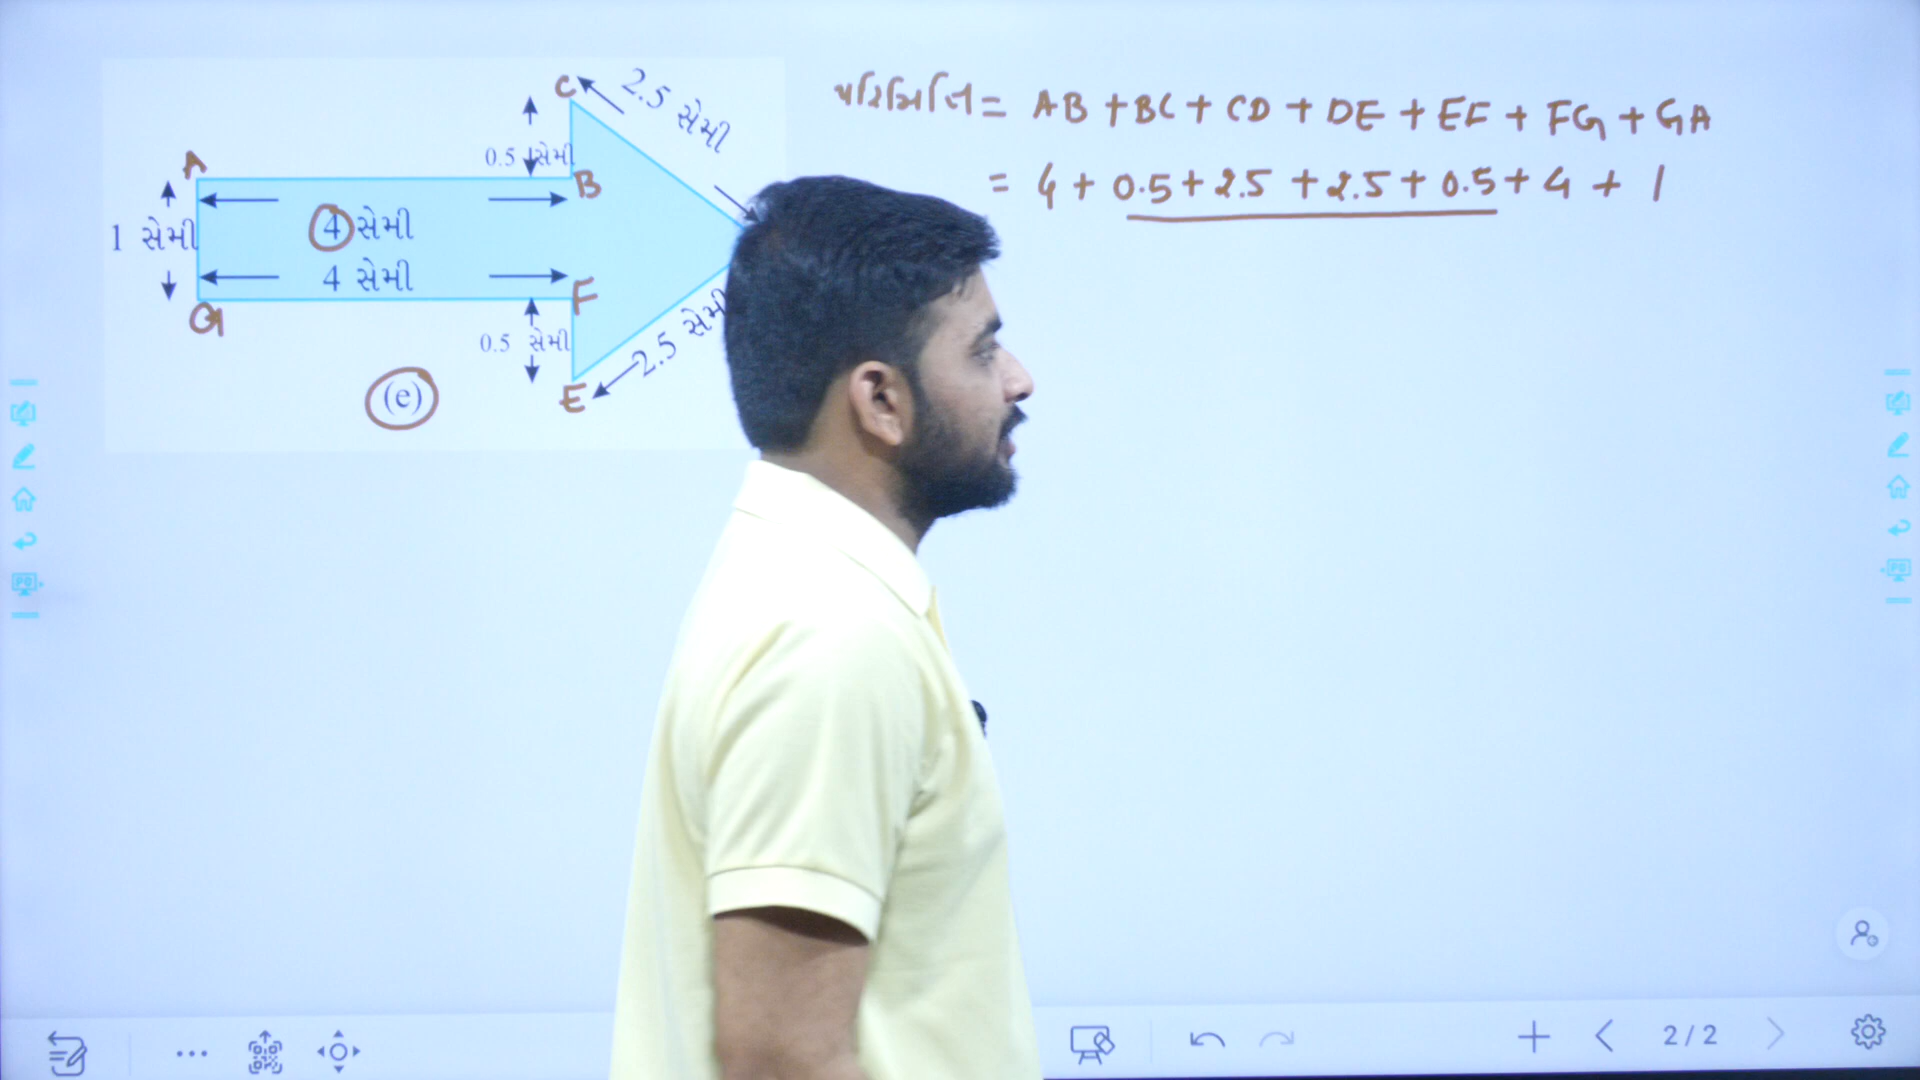 C
2.5 સેમી
0.5 સેમી
A
B
1 સેમી
4 સેમી
4 સેમી
G
F
0.5 સેમી
2.5 સેમી
E
(e)
પરિમિતિ = AB + BC + CD + DE + EF + FG + GA
= 4 + 0.5 + 2.5 + 2.5 + 0.5 + 4 + 1
2/2